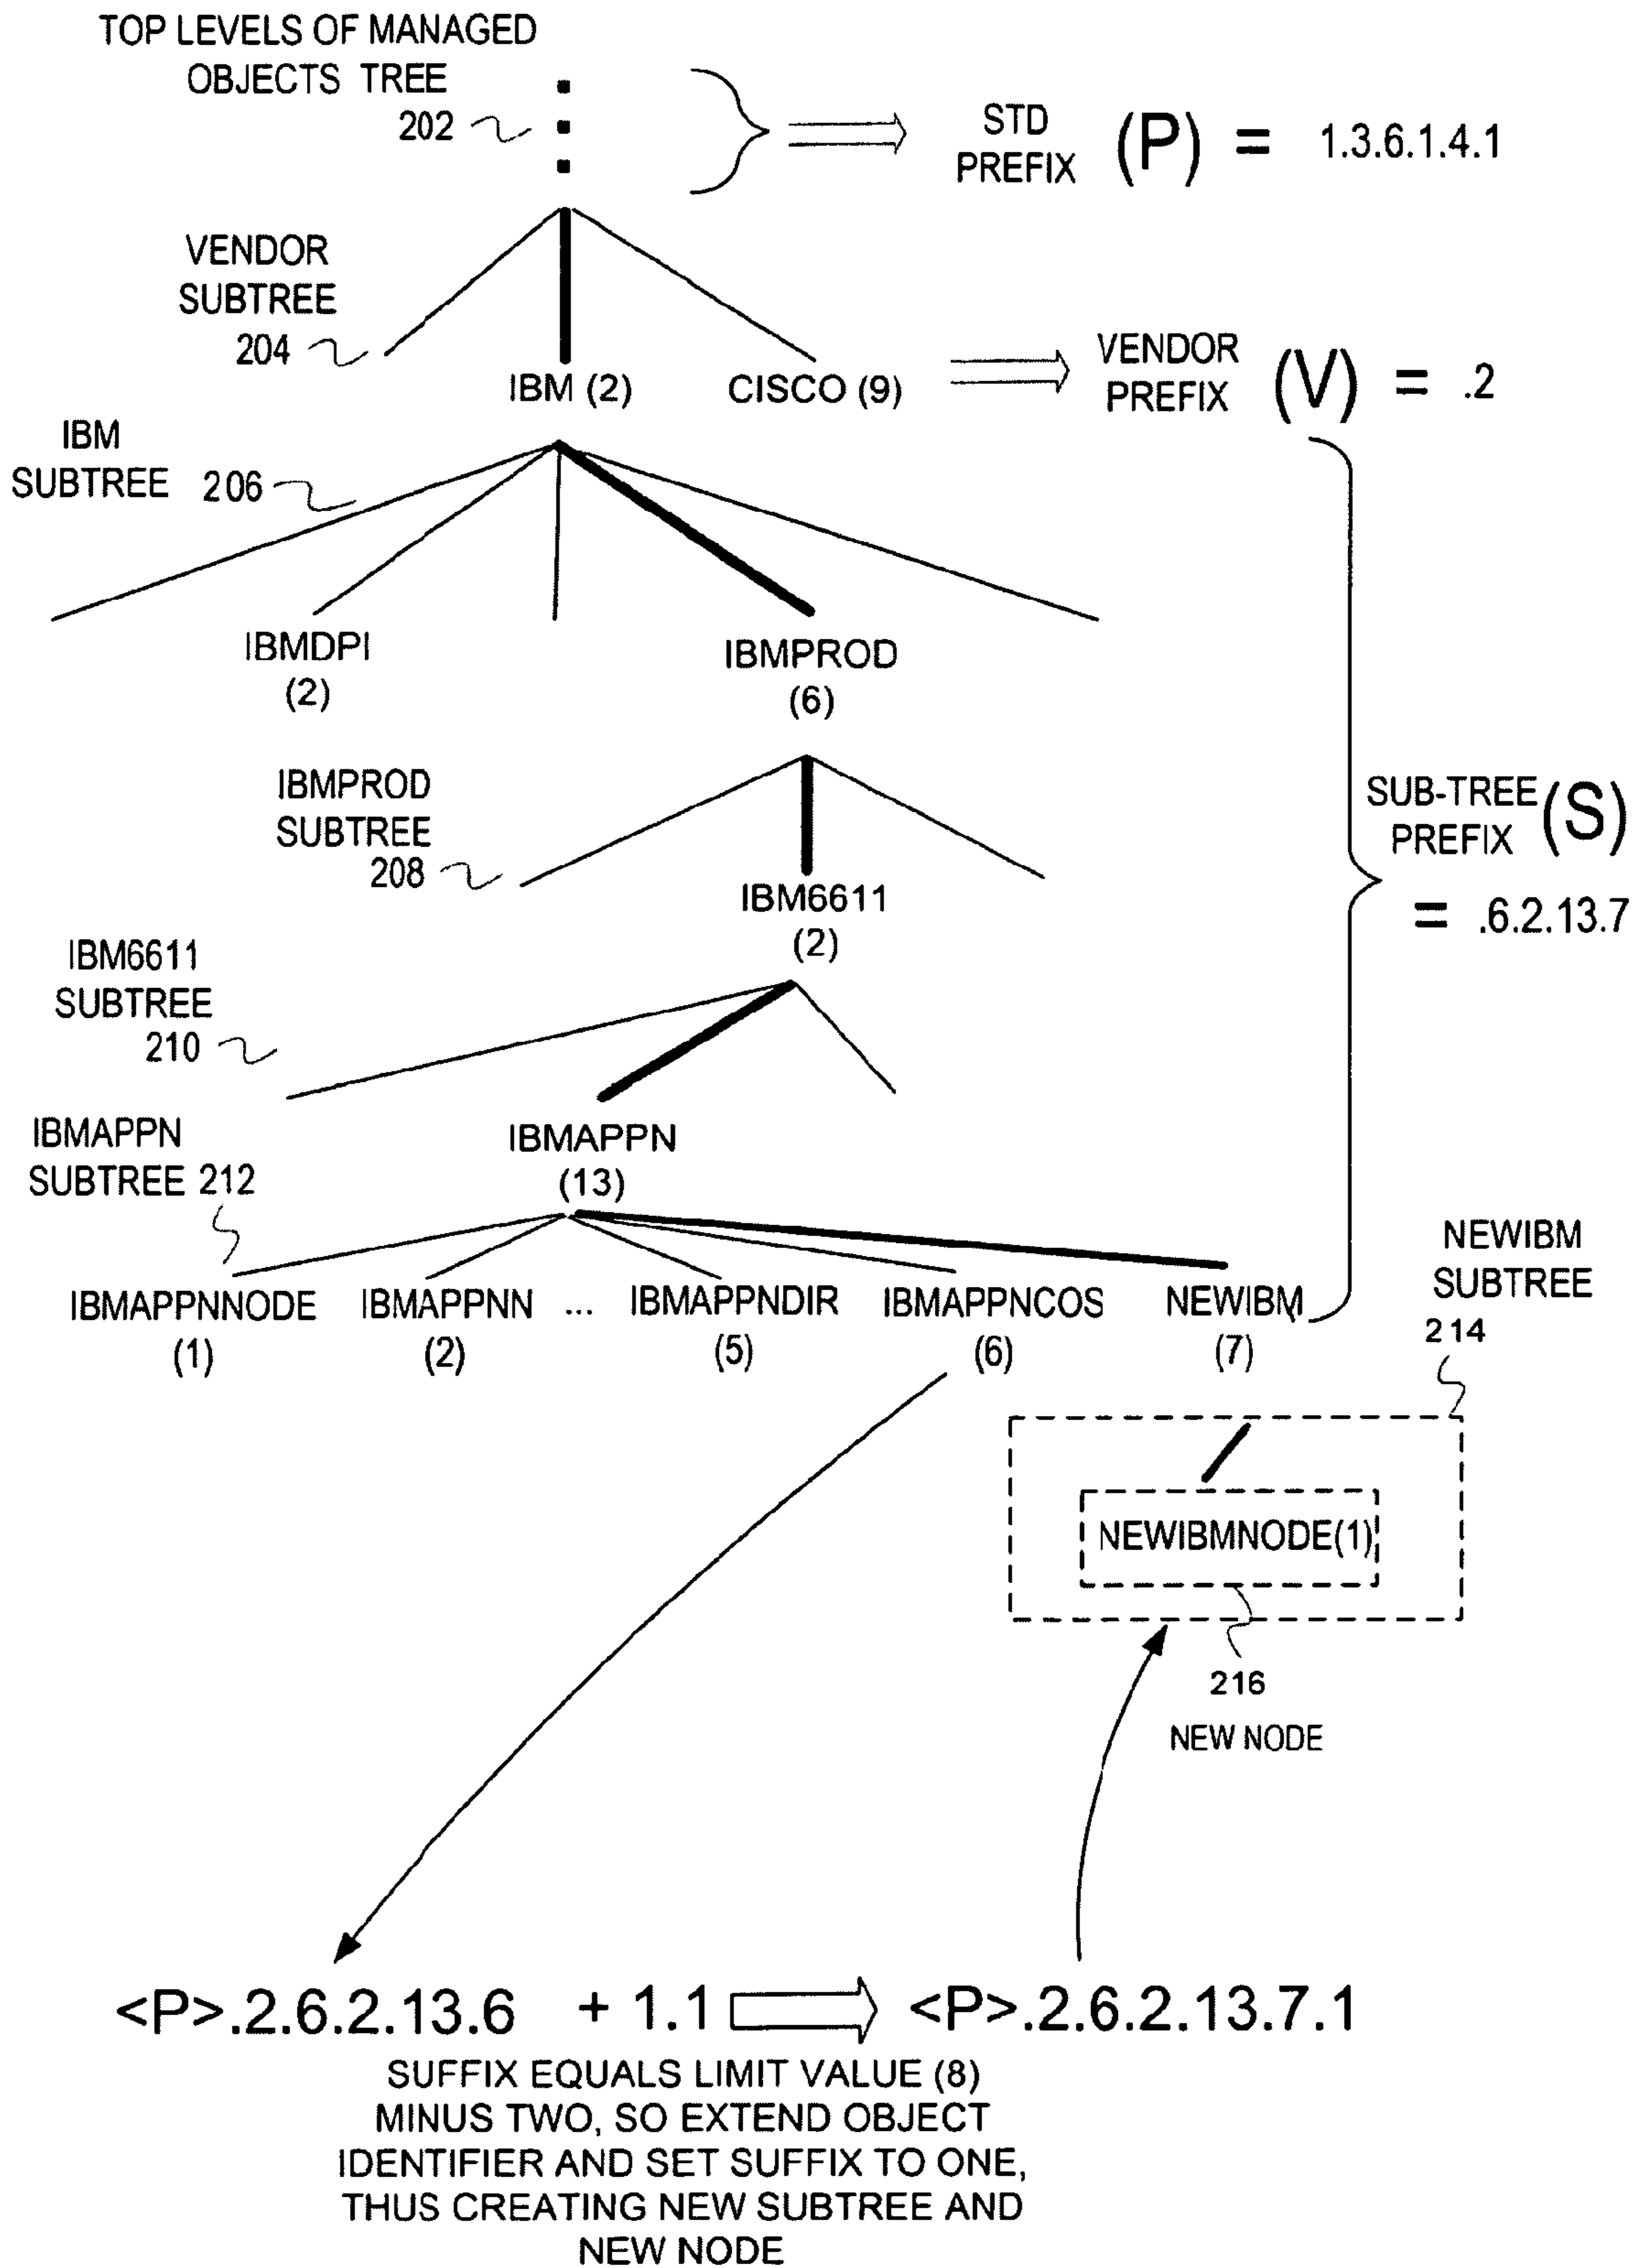 TOP LEVELS OF MANAGED
OBJECTS TREE
202
STD
PREFIX (P) = 1.3.6.1.4.1
VENDOR
SUBTREE
204
IBM (2)
CISCO (9)
VENDOR
PREFIX (V) = .2
IBM
SUBTREE 206
IBMDPI
(2)
IBMPROD
(6)
IBMPROD
SUBTREE
208
SUB-TREE
PREFIX (S)
= .6.2.13.7
IBM6611
(2)
IBM6611
SUBTREE
210
IBMAPPN
SUBTREE 212
IBMAPPN
(13)
IBMAPPNNODE
(1)
IBMAPPNN
(2)
...
IBMAPPNDIR
(5)
IBMAPPNCOS
(6)
NEWIBM
(7)
NEWIBM
SUBTREE
214
NEWIBMNODE(1)
216
NEW NODE
<P>.2.6.2.13.6 + 1.1 <P>.2.6.2.13.7.1
SUFFIX EQUALS LIMIT VALUE (8)
MINUS TWO, SO EXTEND OBJECT
IDENTIFIER AND SET SUFFIX TO ONE,
THUS CREATING NEW SUBTREE AND
NEW NODE